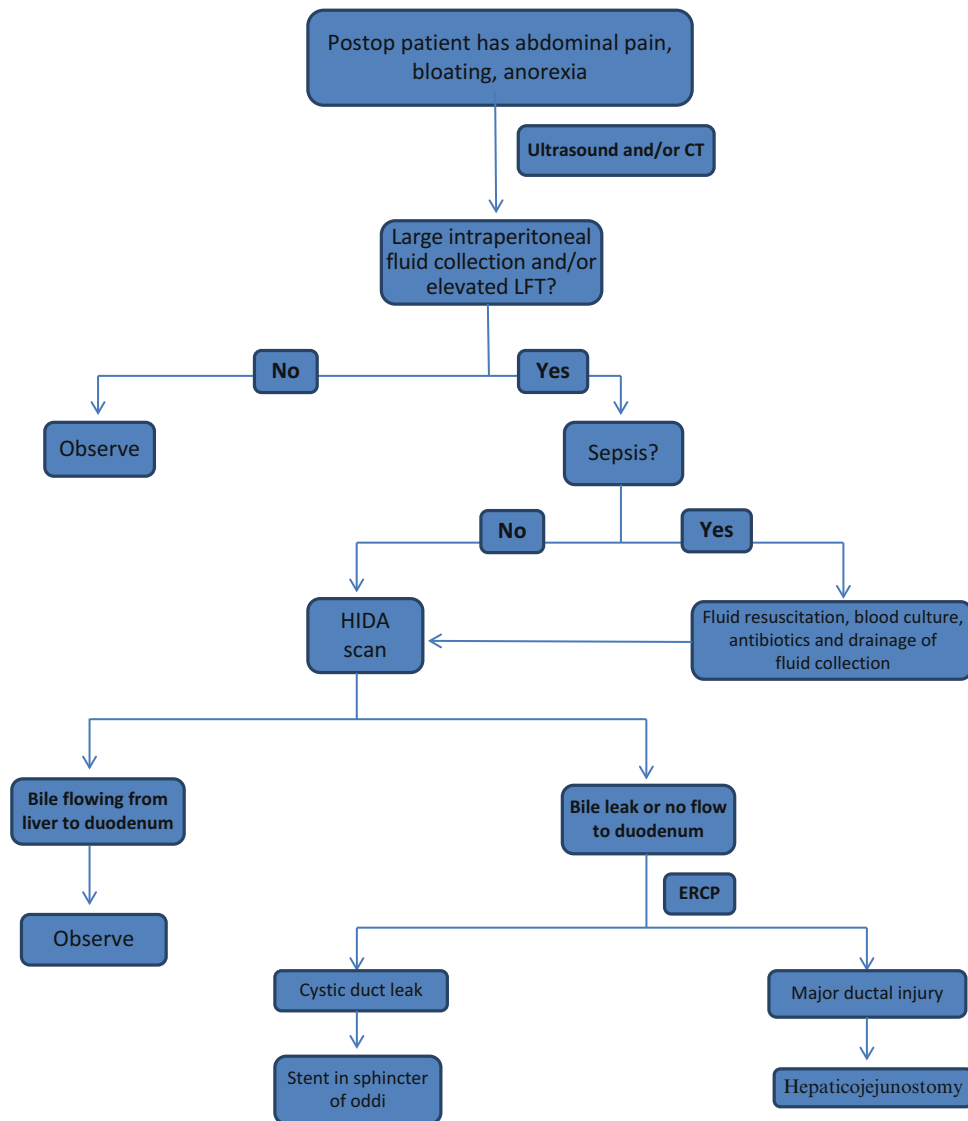 Postop patient has abdominal pain,
bloating, anorexia
Ultrasound and/or CT
Large intraperitoneal
fluid collection and/or
elevated LFT?
No
Yes
Observe
Sepsis?
No
Yes
HIDA
scan
Fluid resuscitation, blood culture,
antibiotics and drainage of
fluid collection
Bile flowing from
liver to duodenum
Bile leak or no flow
to duodenum
ERCP
Observe
Cystic duct leak
Major ductal injury
Stent in sphincter
of oddi
Hepaticojejunostomy